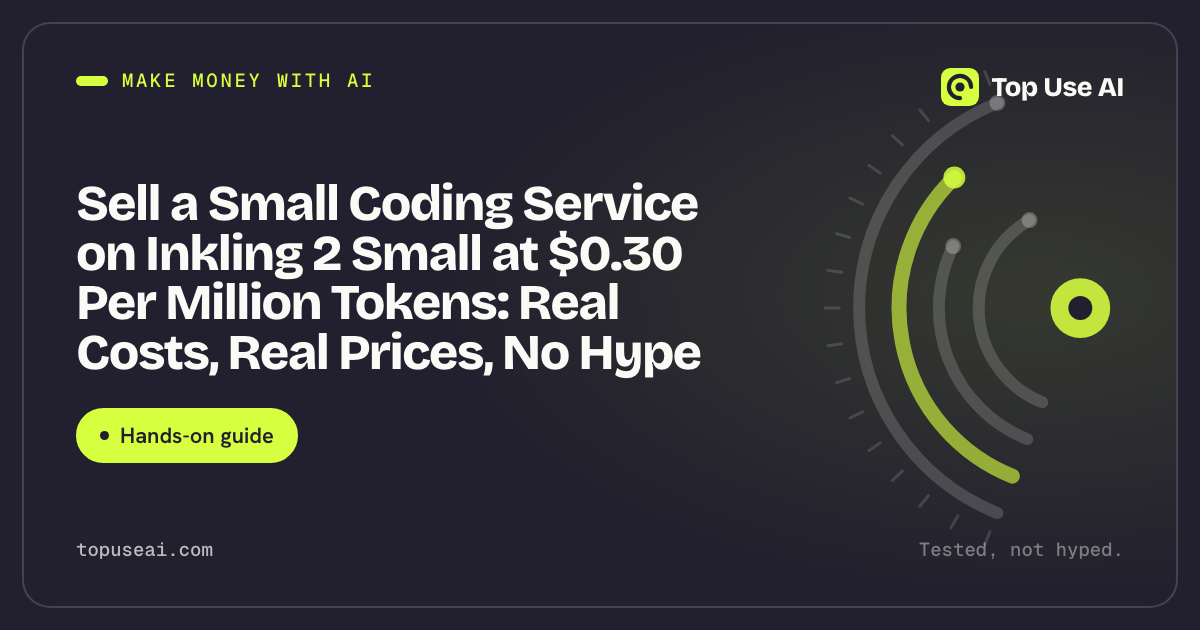 MAKE MONEY WITH AI
Top Use AI
Sell a Small Coding Service
on Inkling 2 Small at $0.30
Per Million Tokens: Real
Costs, Real Prices, No Hype
Hands-on guide
topuseai.com
Tested, not hyped.